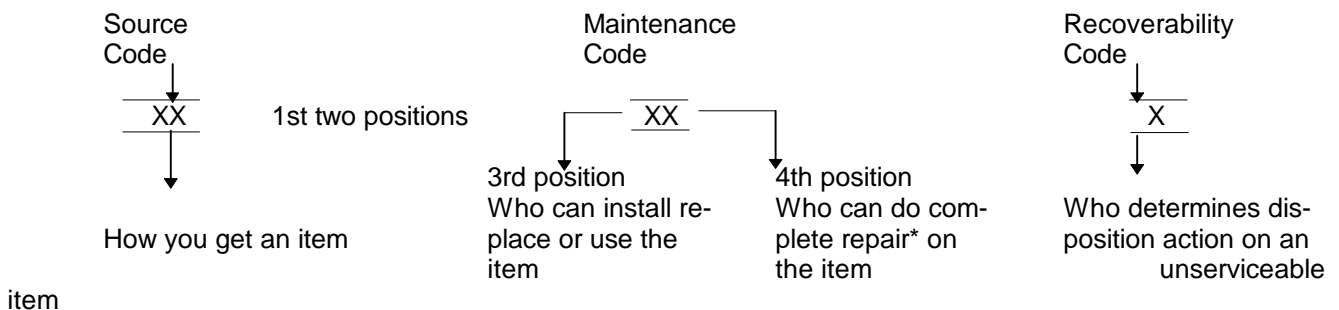 Source
Code
Maintenance
Code
Recoverability
Code
XX
1st two positions
XX
X
3rd position
Who can install re-
place or use the
item
4th position
Who can do com-
plete repair* on
the item
How you get an item
Who determines dis-
position action on an
unserviceable
item